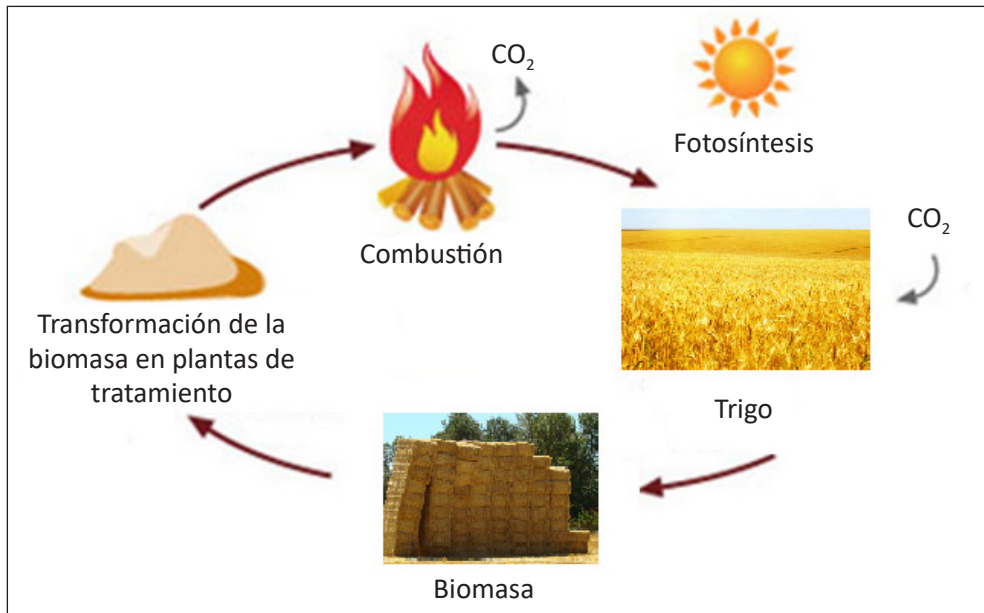 CO₂
Fotosíntesis
CO₂
Combustión
Transformación de la
biomasa en plantas de
tratamiento
Trigo
Biomasa